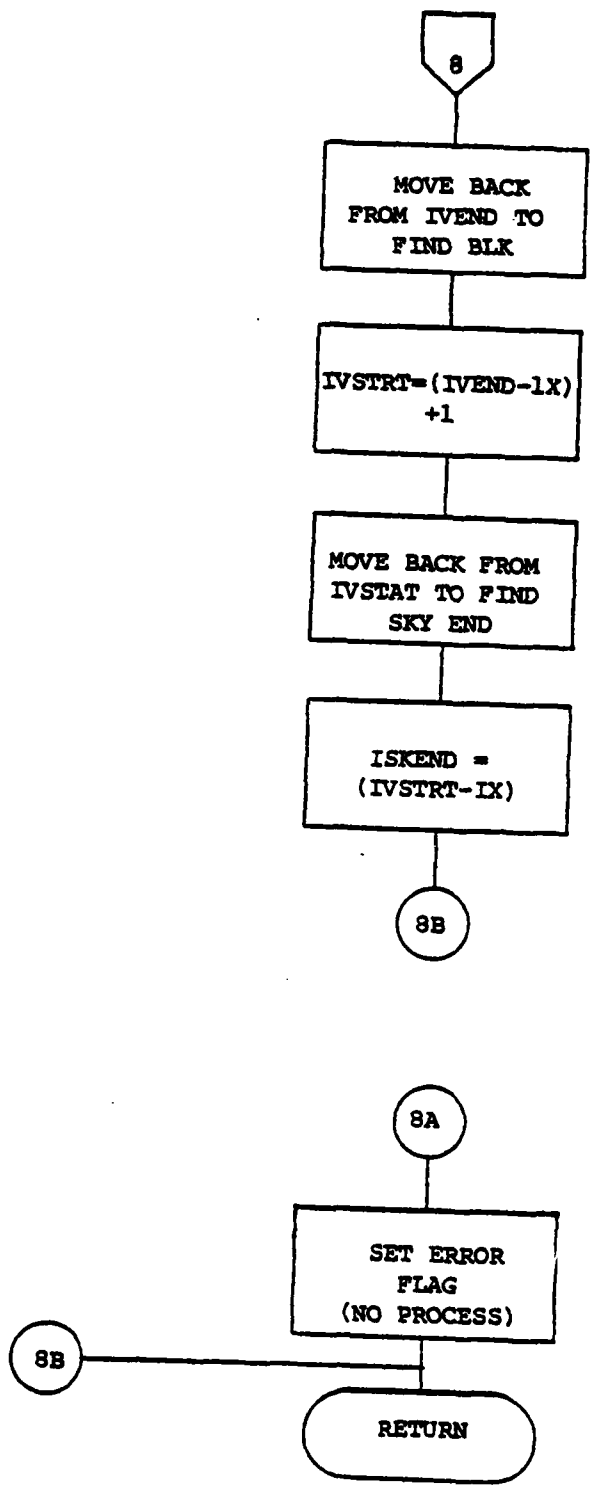 8
MOVE BACK
FROM IVEND TO
FIND BLK
IVSTRT=(IVEND-1X)
+1
MOVE BACK FROM
IVSTAT TO FIND
SKY END
ISKEND =
(IVSTRT-IX)
8B
8A
SET ERROR
FLAG
(NO PROCESS)
8B
RETURN